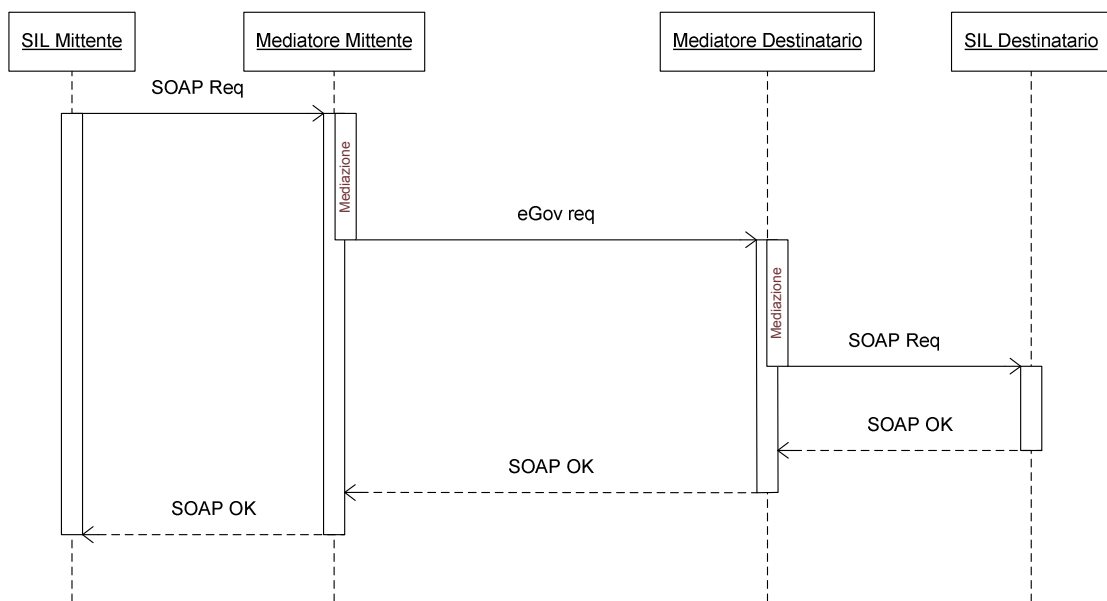 SIL Mittente
Mediatore Mittente
Mediatore Destinatario
SIL Destinatario
SOAP Req
Mediazione
eGov req
Mediazione
SOAP Req
SOAP OK
SOAP OK
SOAP OK